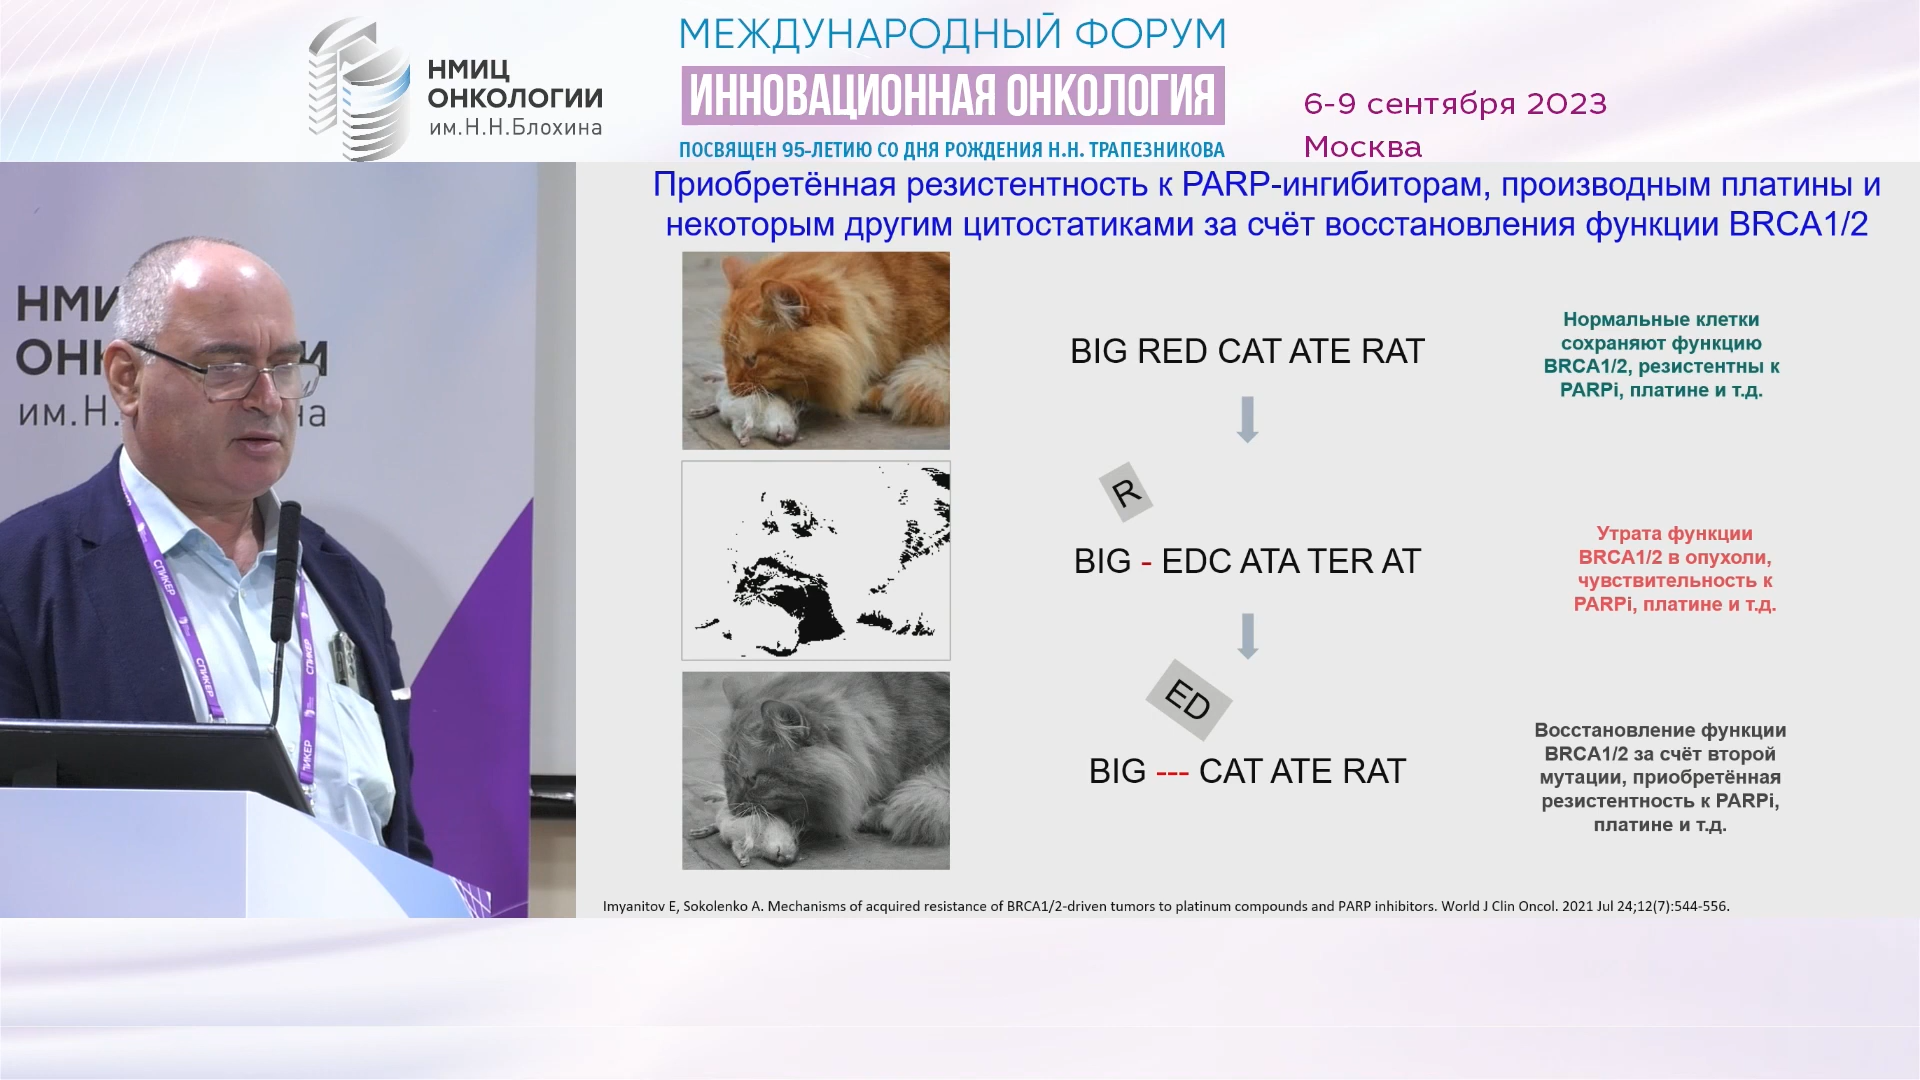 НМИЦ
ОНКОЛОГИИ
им.Н.Н.Блохина
МЕЖДУНАРОДНЫЙ ФОРУМ
ИННОВАЦИОННАЯ ОНКОЛОГИЯ
ПОСВЯЩЕН 95-ЛЕТИЮ СО ДНЯ РОЖДЕНИЯ Н.Н. ТРАПЕЗНИКОВА
6-9 сентября 2023
Москва
СПИКЕР
СПИКЕР
СПИКЕР
СПИКЕР
Приобретённая резистентность к PARP-ингибиторам, производным платины и
некоторым другим цитостатиками за счёт восстановления функции BRCA1/2
BIG RED CAT ATE RAT
Нормальные клетки
сохраняют функцию
BRCA1/2, резистентны к
PARPi, платине и т.д.
R
BIG - EDC ATA TER AT
Утрата функции
BRCA1/2 в опухоли,
чувствительность к
PARPi, платине и т.д.
ED
BIG --- CAT ATE RAT
Восстановление функции
BRCA1/2 за счёт второй
мутации, приобретённая
резистентность к PARPi,
платине и т.д.
Imyanitov E, Sokolenko A. Mechanisms of acquired resistance of BRCA1/2-driven tumors to platinum compounds and PARP inhibitors. World J Clin Oncol. 2021 Jul 24;12(7):544-556.